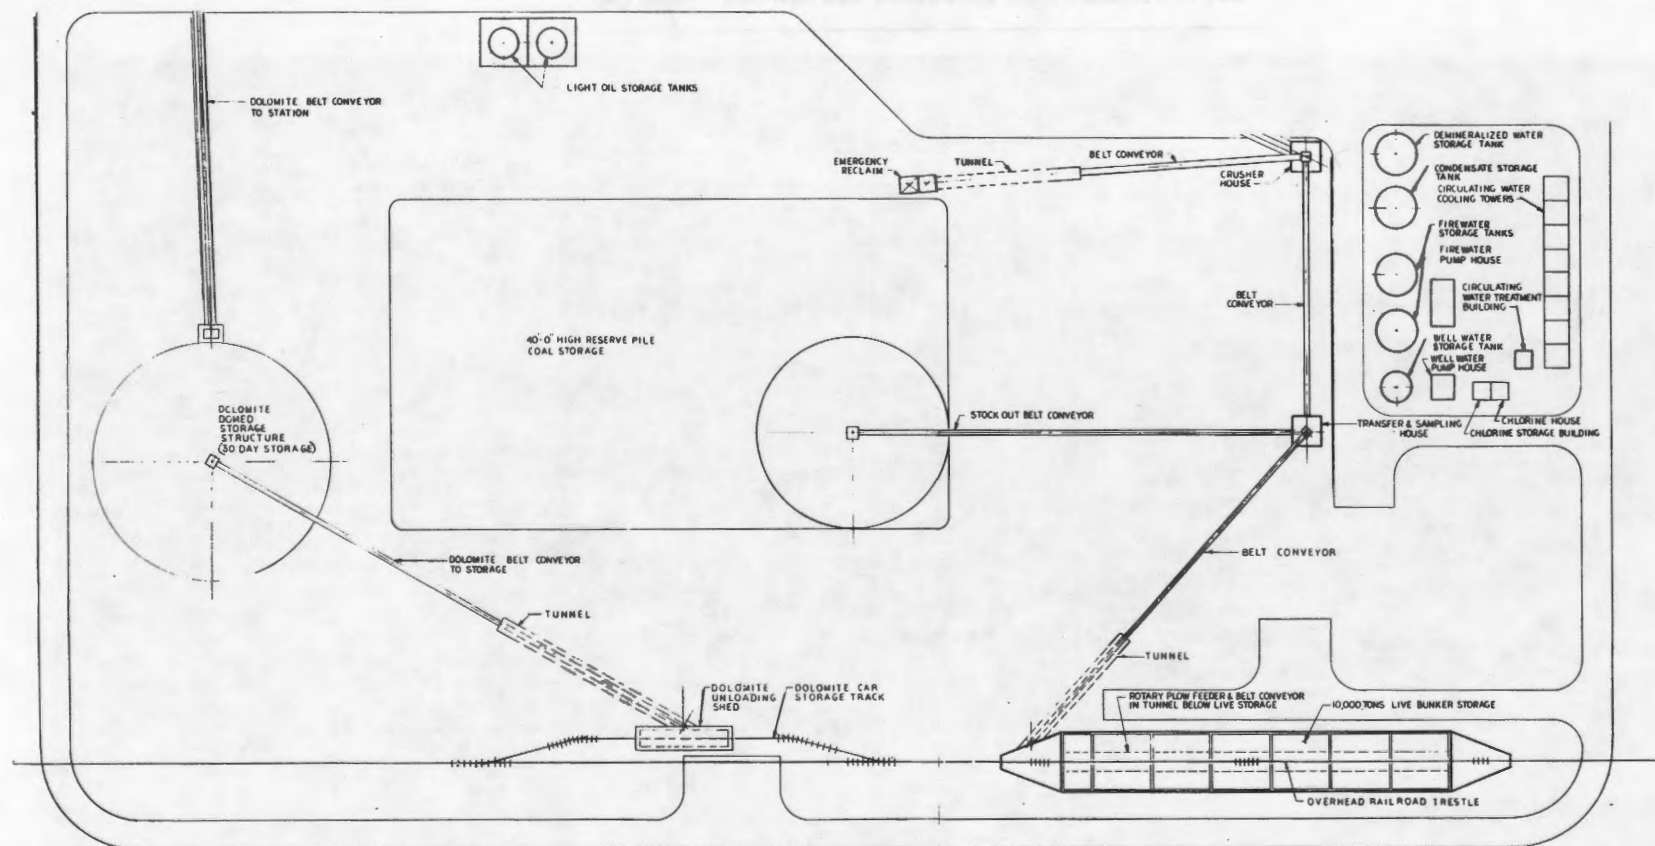 LIGHT OIL STORAGE TANKS
DOLOMITE BELT CONVEYOR
TO STATION
EMERGENCY
RECLAIM
TUNNEL
BELT CONVEYOR
CRUSHER
HOUSE
DEMINERALIZED WATER
STORAGE TANK
CONDENSATE STORAGE
TANK
CIRCULATING WATER
COOLING TOWERS
FIREWATER
STORAGE TANKS
FIREWATER
PUMP HOUSE
CIRCULATING
WATER TREATMENT
BUILDING
WELL WATER
STORAGE TANK
WELL WATER
PUMP HOUSE
BELT
CONVEYOR
40'-0" HIGH RESERVE PILE
COAL STORAGE
DOLOMITE
DOMED
STORAGE
STRUCTURE
(30 DAY STORAGE)
STOCK OUT BELT CONVEYOR
TRANSFER & SAMPLING
HOUSE
CHLORINE HOUSE
CHLORINE STORAGE BUILDING
DOLOMITE BELT CONVEYOR
TO STORAGE
BELT CONVEYOR
TUNNEL
TUNNEL
DOLOMITE
UNLOADING
SHED
DOLOMITE CAR
STORAGE TRACK
ROTARY PLOW FEEDER & BELT CONVEYOR
IN TUNNEL BELOW LIVE STORAGE
10,000 TONS LIVE BUNKER STORAGE
OVERHEAD RAILROAD TRESTLE